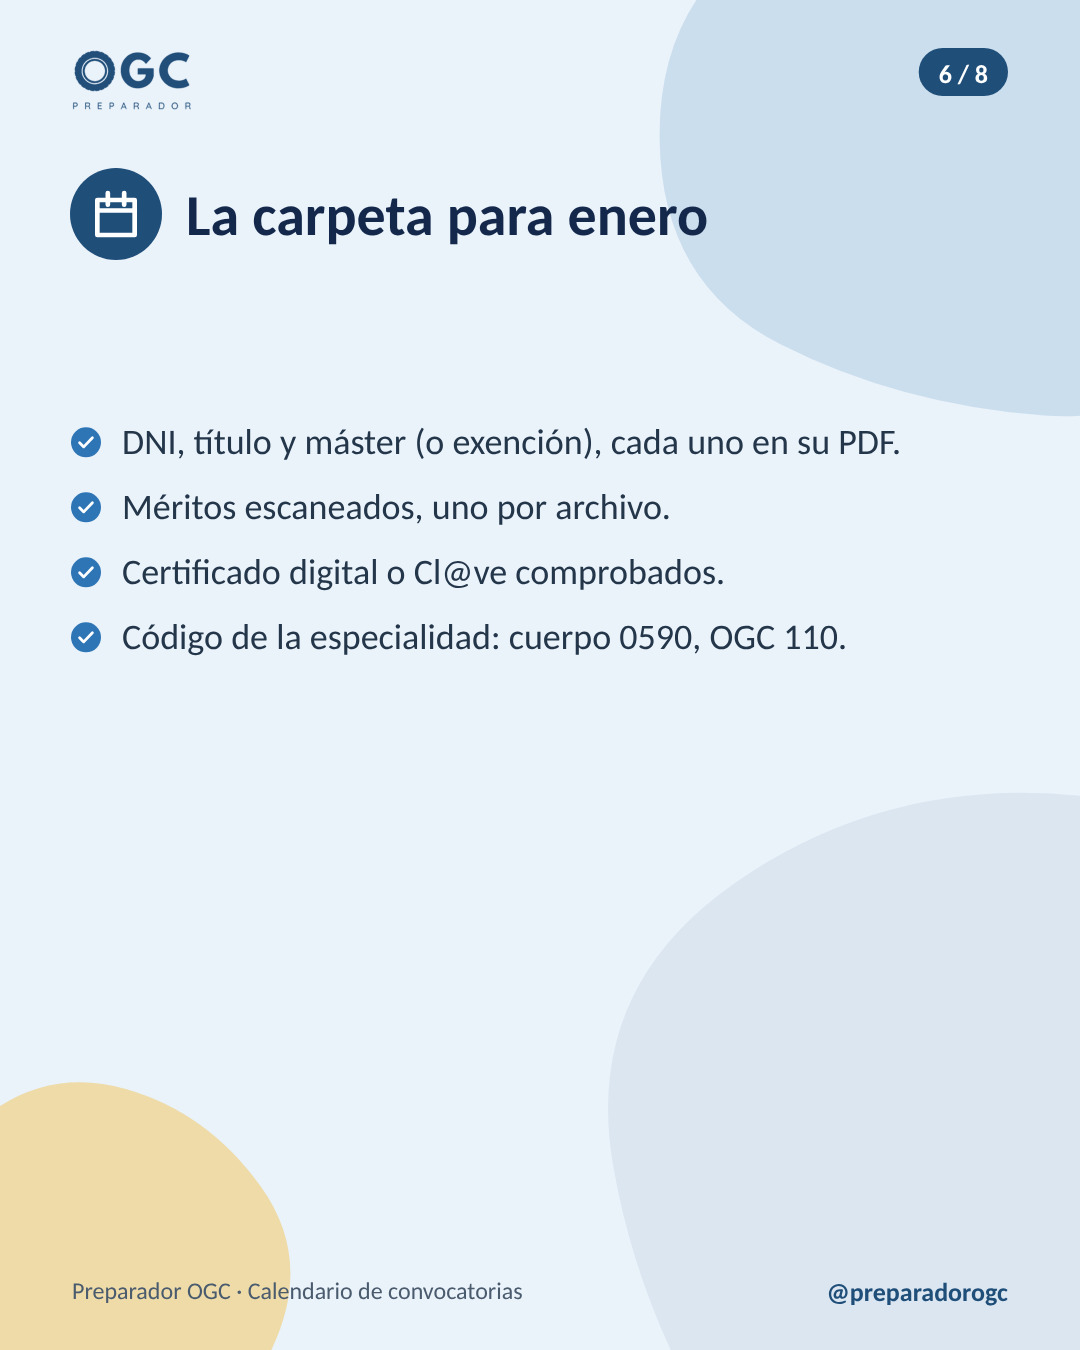 OGC
PREPARADOR
6 / 8
La carpeta para enero
DNI, título y máster (o exención), cada uno en su PDF.
Méritos escaneados, uno por archivo.
Certificado digital o Cl@ve comprobados.
Código de la especialidad: cuerpo 0590, OGC 110.
Preparador OGC · Calendario de convocatorias
@preparadorogc